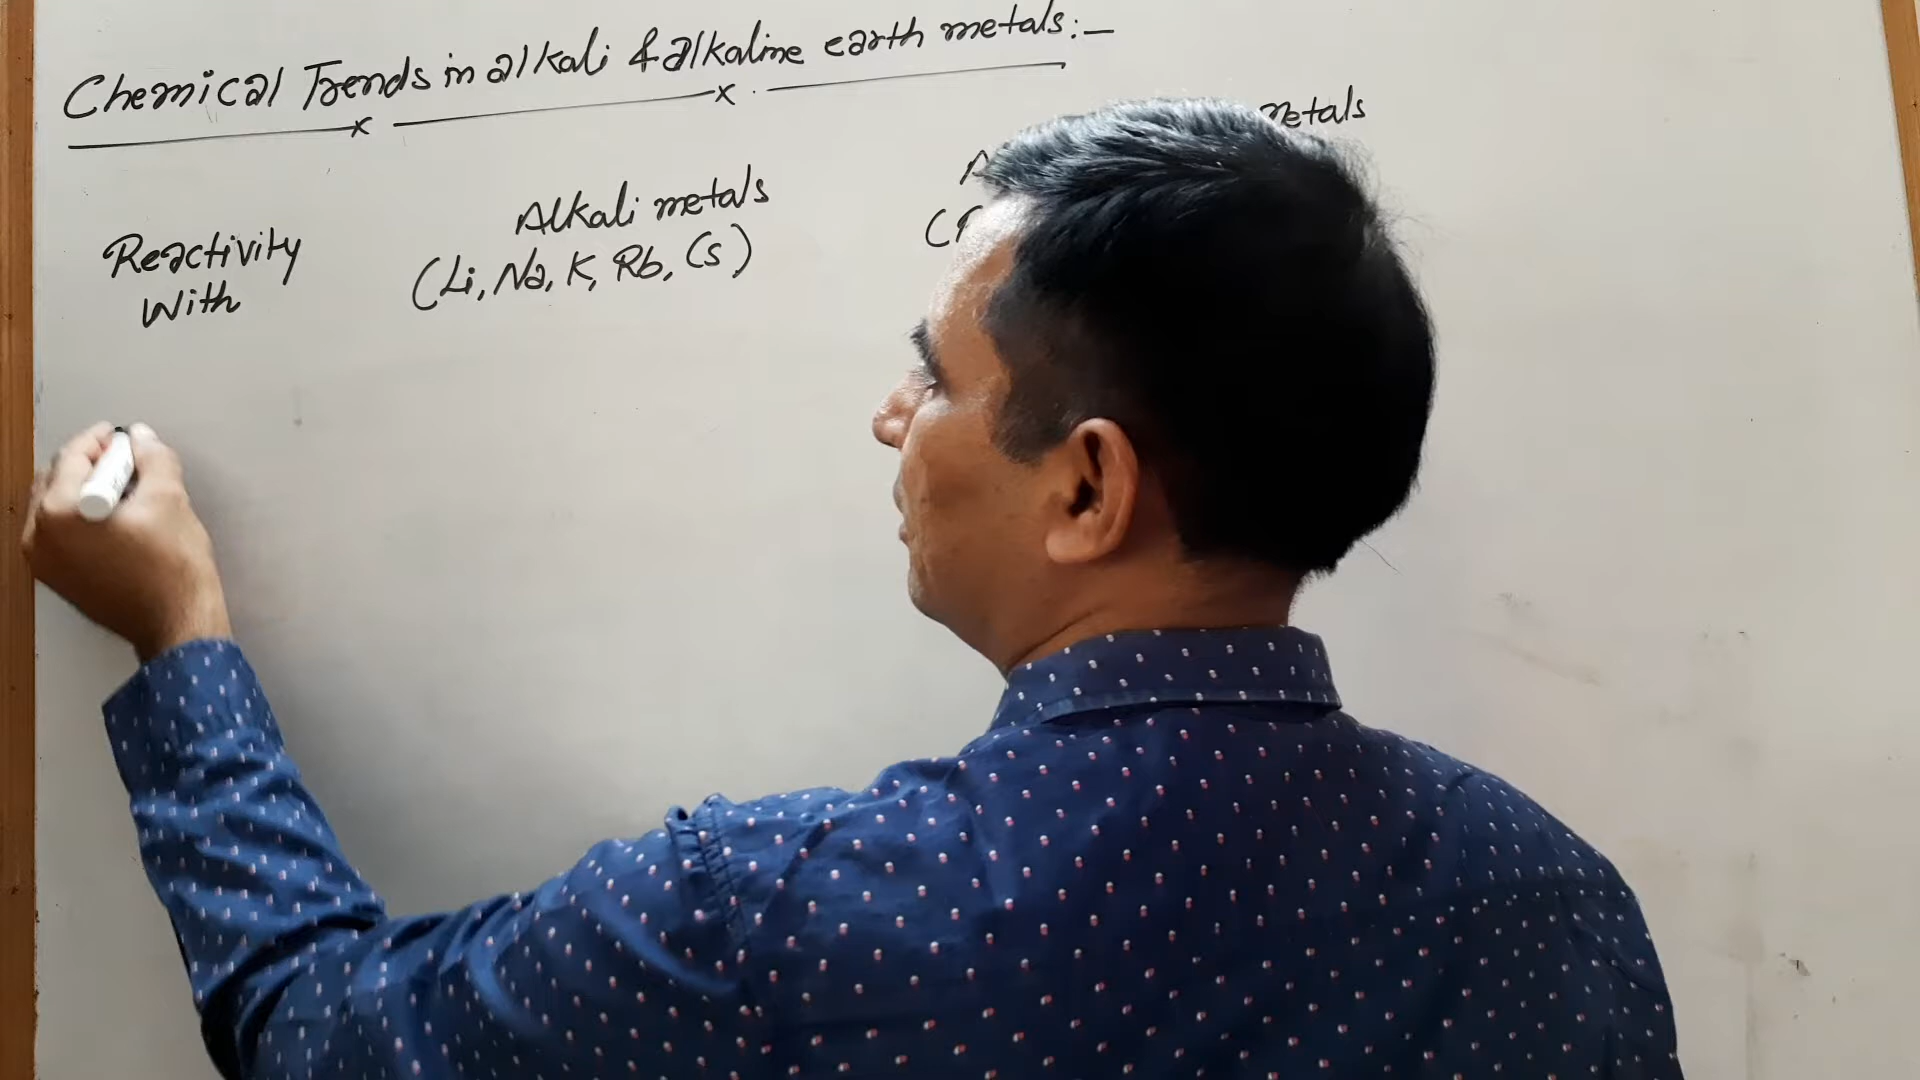 Chemical Trends in alkali & alkaline earth metals:-
Reactivity
With
Alkali metals
(Li, Na, K, Rb, Cs)
metals